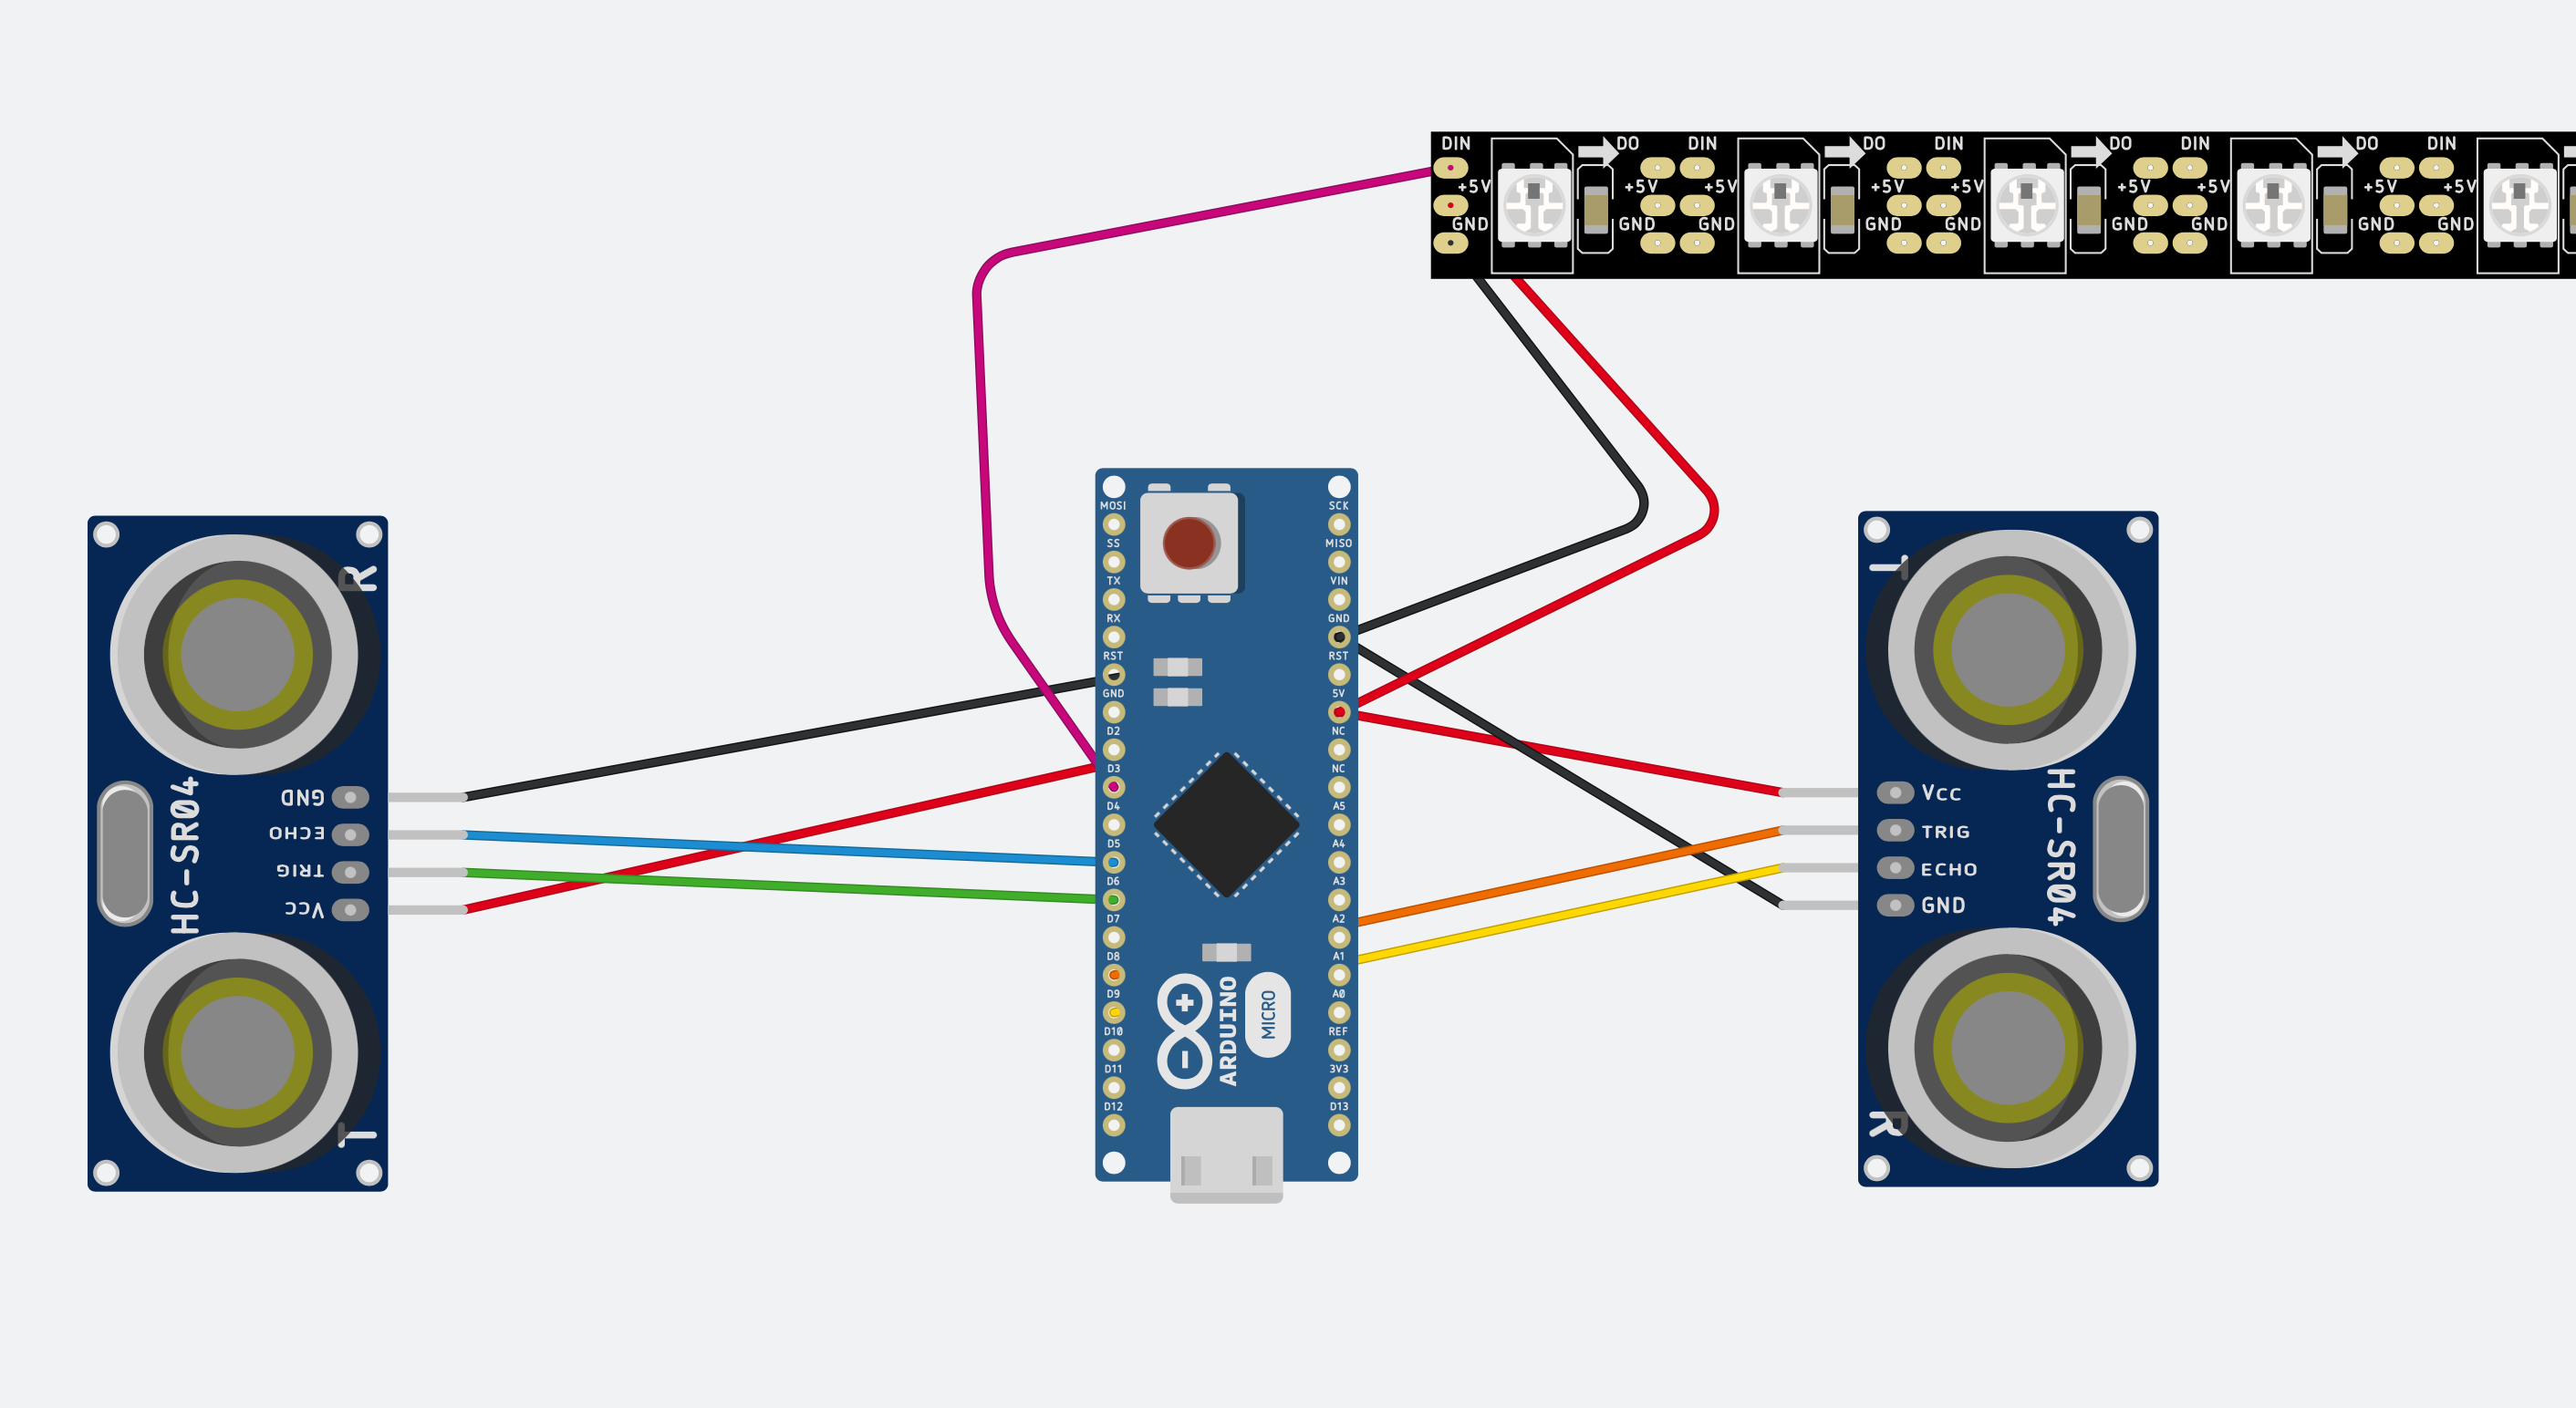 DIN DO DIN DO DIN DO DIN DO DIN
+5V +5V +5V +5V +5V +5V +5V +5V +5V
GND GND GND GND GND GND GND GND GND
R
HC-SR04
GND
ECHO
TRIG
VCC
T
MOSI
SS
TX
RX
RST
GND
D2
D3
D4
D5
D6
D7
D8
D9
D10
D11
D12
SCK
MISO
VIN
GND
RST
5V
NC
NC
A5
A4
A3
A2
A1
A0
REF
3V3
D13
ARDUINO
MICRO
T
VCC
TRIG
ECHO
GND
HC-SR04
R